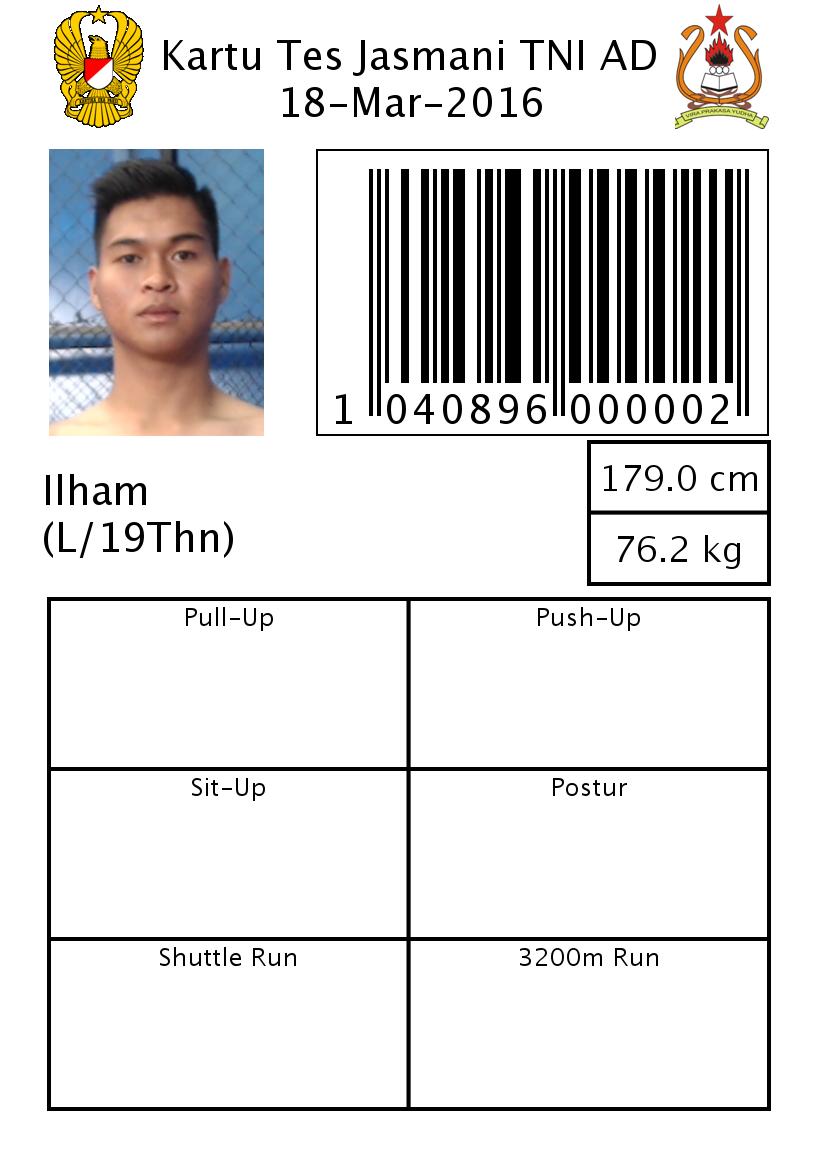 Kartu Tes Jasmani TNI AD
18-Mar-2016
VIRA PRAKASA YUDHA
1 040896 000002
179.0 cm
76.2 kg
Ilham
(L/19Thn)
Pull-Up
Push-Up
Sit-Up
Postur
Shuttle Run
3200m Run